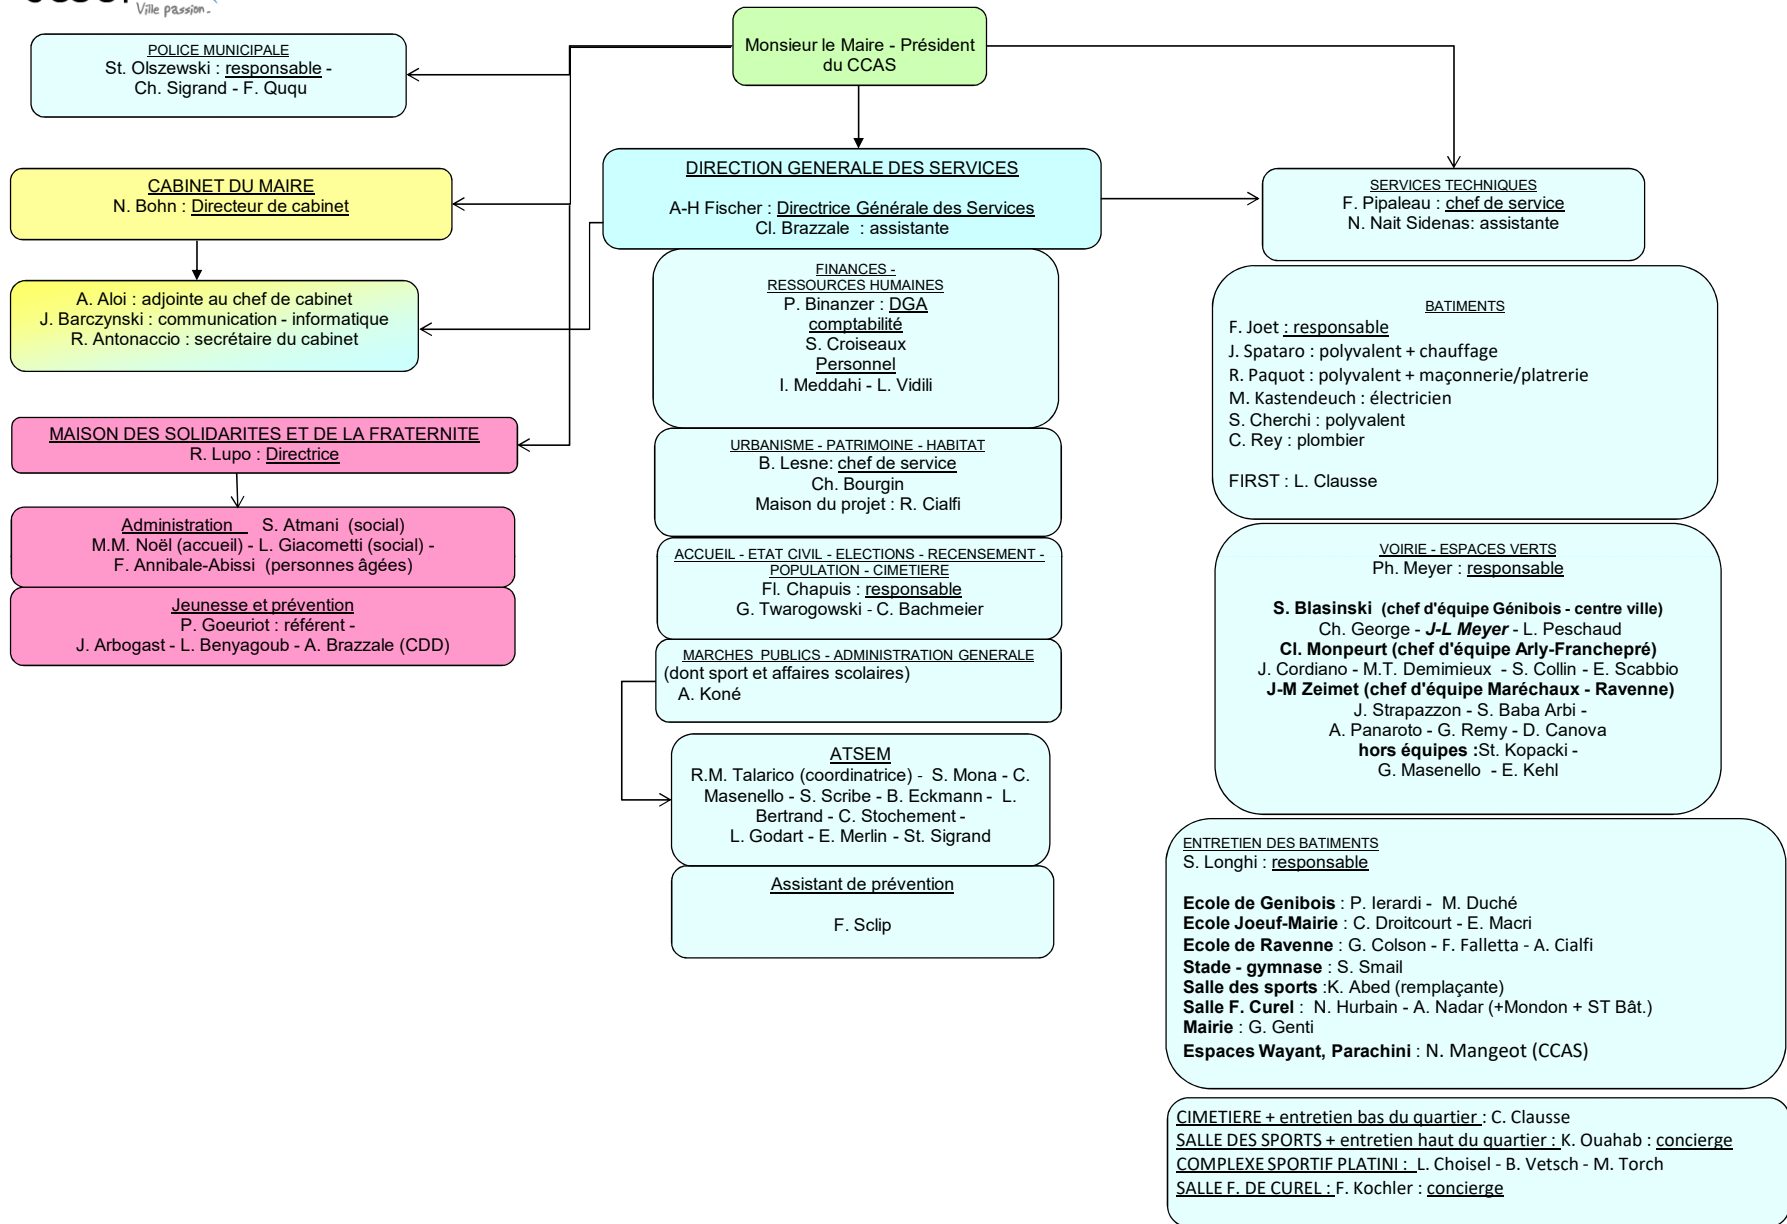 Ville passion.
Monsieur le Maire - Président
du CCAS
POLICE MUNICIPALE
St. Olszewski : responsable -
Ch. Sigrand - F. Ququ
CABINET DU MAIRE
N. Bohn : Directeur de cabinet
A. Aloi : adjointe au chef de cabinet
J. Barczynski : communication - informatique
R. Antonaccio : secrétaire du cabinet
MAISON DES SOLIDARITES ET DE LA FRATERNITE
R. Lupo : Directrice
Administration S. Atmani (social)
M.M. Noël (accueil) - L. Giacometti (social) -
F. Annibale-Abissi (personnes âgées)
Jeunesse et prévention
P. Goeuriot : référent -
J. Arbogast - L. Benyagoub - A. Brazzale (CDD)
DIRECTION GENERALE DES SERVICES
A-H Fischer : Directrice Générale des Services
Cl. Brazzale : assistante
FINANCES -
RESSOURCES HUMAINES
P. Binanzer : DGA
comptabilité
S. Croiseaux
Personnel
I. Meddahi - L. Vidili
URBANISME - PATRIMOINE - HABITAT
B. Lesne: chef de service
Ch. Bourgin
Maison du projet : R. Cialfi
ACCUEIL - ETAT CIVIL - ELECTIONS - RECENSEMENT -
POPULATION - CIMETIERE
Fl. Chapuis : responsable
G. Twarogowski - C. Bachmeier
MARCHES PUBLICS - ADMINISTRATION GENERALE
(dont sport et affaires scolaires)
A. Koné
ATSEM
R.M. Talarico (coordinatrice) - S. Mona - C.
Masenello - S. Scribe - B. Eckmann - L.
Bertrand - C. Stochement -
L. Godart - E. Merlin - St. Sigrand
Assistant de prévention
F. Sclip
SERVICES TECHNIQUES
F. Pipaleau : chef de service
N. Nait Sidenas: assistante
BATIMENTS
F. Joet : responsable
J. Spataro : polyvalent + chauffage
R. Paquot : polyvalent + maçonnerie/platrerie
M. Kastendeuch : électricien
S. Cherchi : polyvalent
C. Rey : plombier
FIRST : L. Clausse
VOIRIE - ESPACES VERTS
Ph. Meyer : responsable
S. Blasinski (chef d'équipe Génibois - centre ville)
Ch. George - J-L Meyer - L. Peschaud
Cl. Monpeurt (chef d'équipe Arly-Franchepré)
J. Cordiano - M.T. Demimieux - S. Collin - E. Scabbio
J-M Zeimet (chef d'équipe Maréchaux - Ravenne)
J. Strapazzon - S. Baba Arbi -
A. Panaroto - G. Remy - D. Canova
hors équipes :St. Kopacki -
G. Masenello - E. Kehl
ENTRETIEN DES BATIMENTS
S. Longhi : responsable
Ecole de Genibois : P. Ierardi - M. Duché
Ecole Joeuf-Mairie : C. Droitcourt - E. Macri
Ecole de Ravenne : G. Colson - F. Falletta - A. Cialfi
Stade - gymnase : S. Smail
Salle des sports :K. Abed (remplaçante)
Salle F. Curel : N. Hurbain - A. Nadar (+Mondon + ST Bât.)
Mairie : G. Genti
Espaces Wayant, Parachini : N. Mangeot (CCAS)
CIMETIERE + entretien bas du quartier : C. Clausse
SALLE DES SPORTS + entretien haut du quartier : K. Ouahab : concierge
COMPLEXE SPORTIF PLATINI : L. Choisel - B. Vetsch - M. Torch
SALLE F. DE CUREL : F. Kochler : concierge